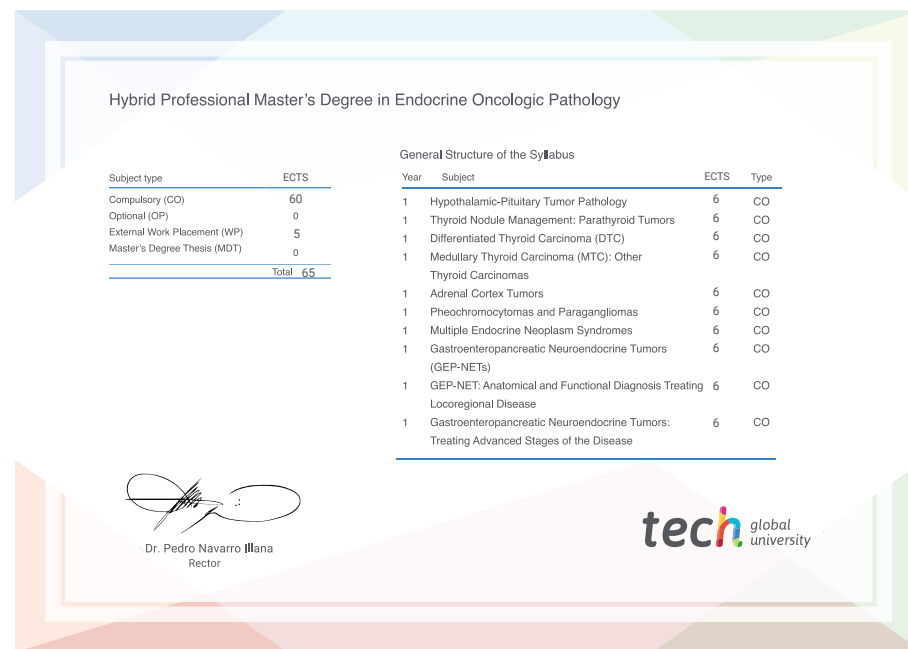 Hybrid Professional Master's Degree in Endocrine Oncologic Pathology
Subject type ECTS
Compulsory (CO) 60
Optional (OP) 0
External Work Placement (WP) 5
Master's Degree Thesis (MDT) 0
Total 65
General Structure of the Syllabus
Year Subject ECTS Type
1 Hypothalamic-Pituitary Tumor Pathology 6 CO
1 Thyroid Nodule Management: Parathyroid Tumors 6 CO
1 Differentiated Thyroid Carcinoma (DTC) 6 CO
1 Medullary Thyroid Carcinoma (MTC): Other 6 CO
Thyroid Carcinomas
1 Adrenal Cortex Tumors 6 CO
1 Pheochromocytomas and Paragangliomas 6 CO
1 Multiple Endocrine Neoplasm Syndromes 6 CO
1 Gastroenteropancreatic Neuroendocrine Tumors 6 CO
(GEP-NETs)
1 GEP-NET: Anatomical and Functional Diagnosis Treating 6 CO
Locoregional Disease
1 Gastroenteropancreatic Neuroendocrine Tumors: 6 CO
Treating Advanced Stages of the Disease
Dr. Pedro Navarro Illana
Rector
tech global
university